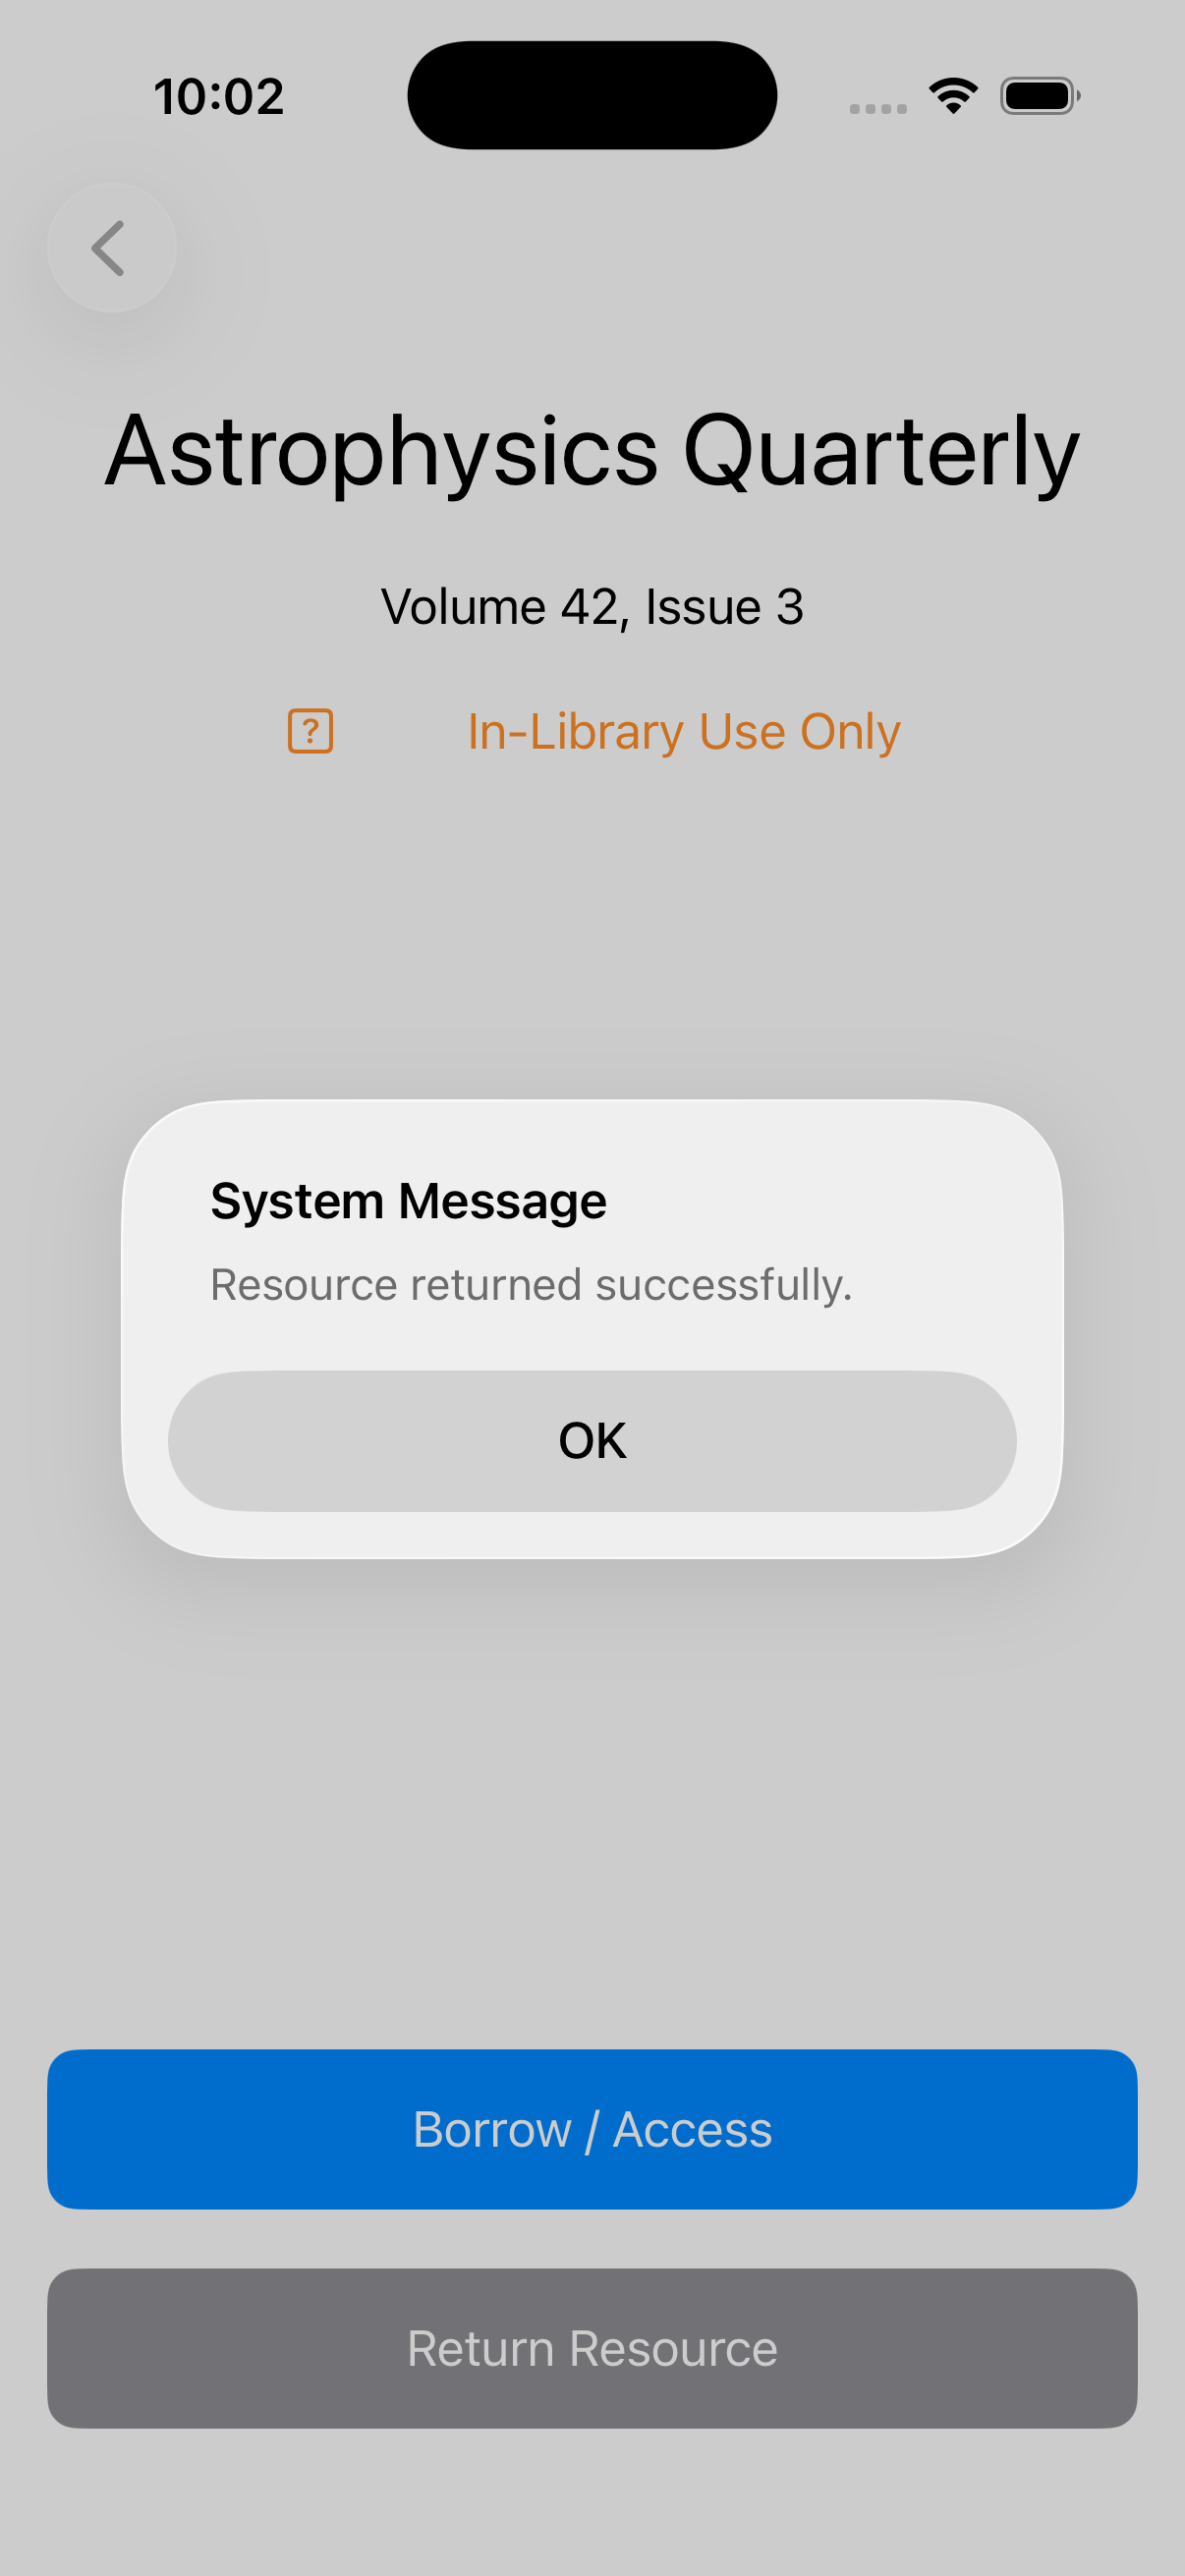 10:02
Astrophysics Quarterly
Volume 42, Issue 3
? In-Library Use Only
System Message
Resource returned successfully.
OK
Borrow / Access
Return Resource